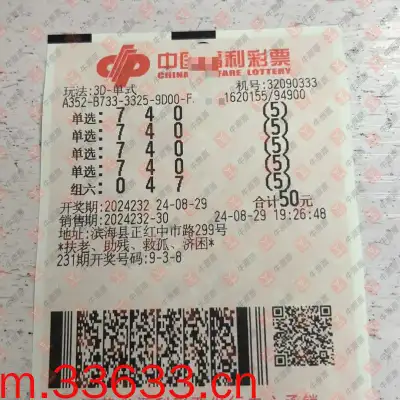 中国福利彩票
CHINA WELFARE LOTTERY
玩法:3D-单式 机号:32090333
A352-B733-3325-9D00-F. 1620155/94900
单选: 7 4 0 (5)
单选: 7 4 0 (5)
单选: 7 4 0 (5)
单选: 7 4 0 (5)
组六: 0 4 7 (5)
开奖期:2024232 24-08-29 合计50元
销售期:2024232-30 24-08-29 19:26:48
地址:滨海县正红中市路299号
*扶老、助残、救孤、济困*
231期开奖号码:9-3-8
m.33633.com.cn